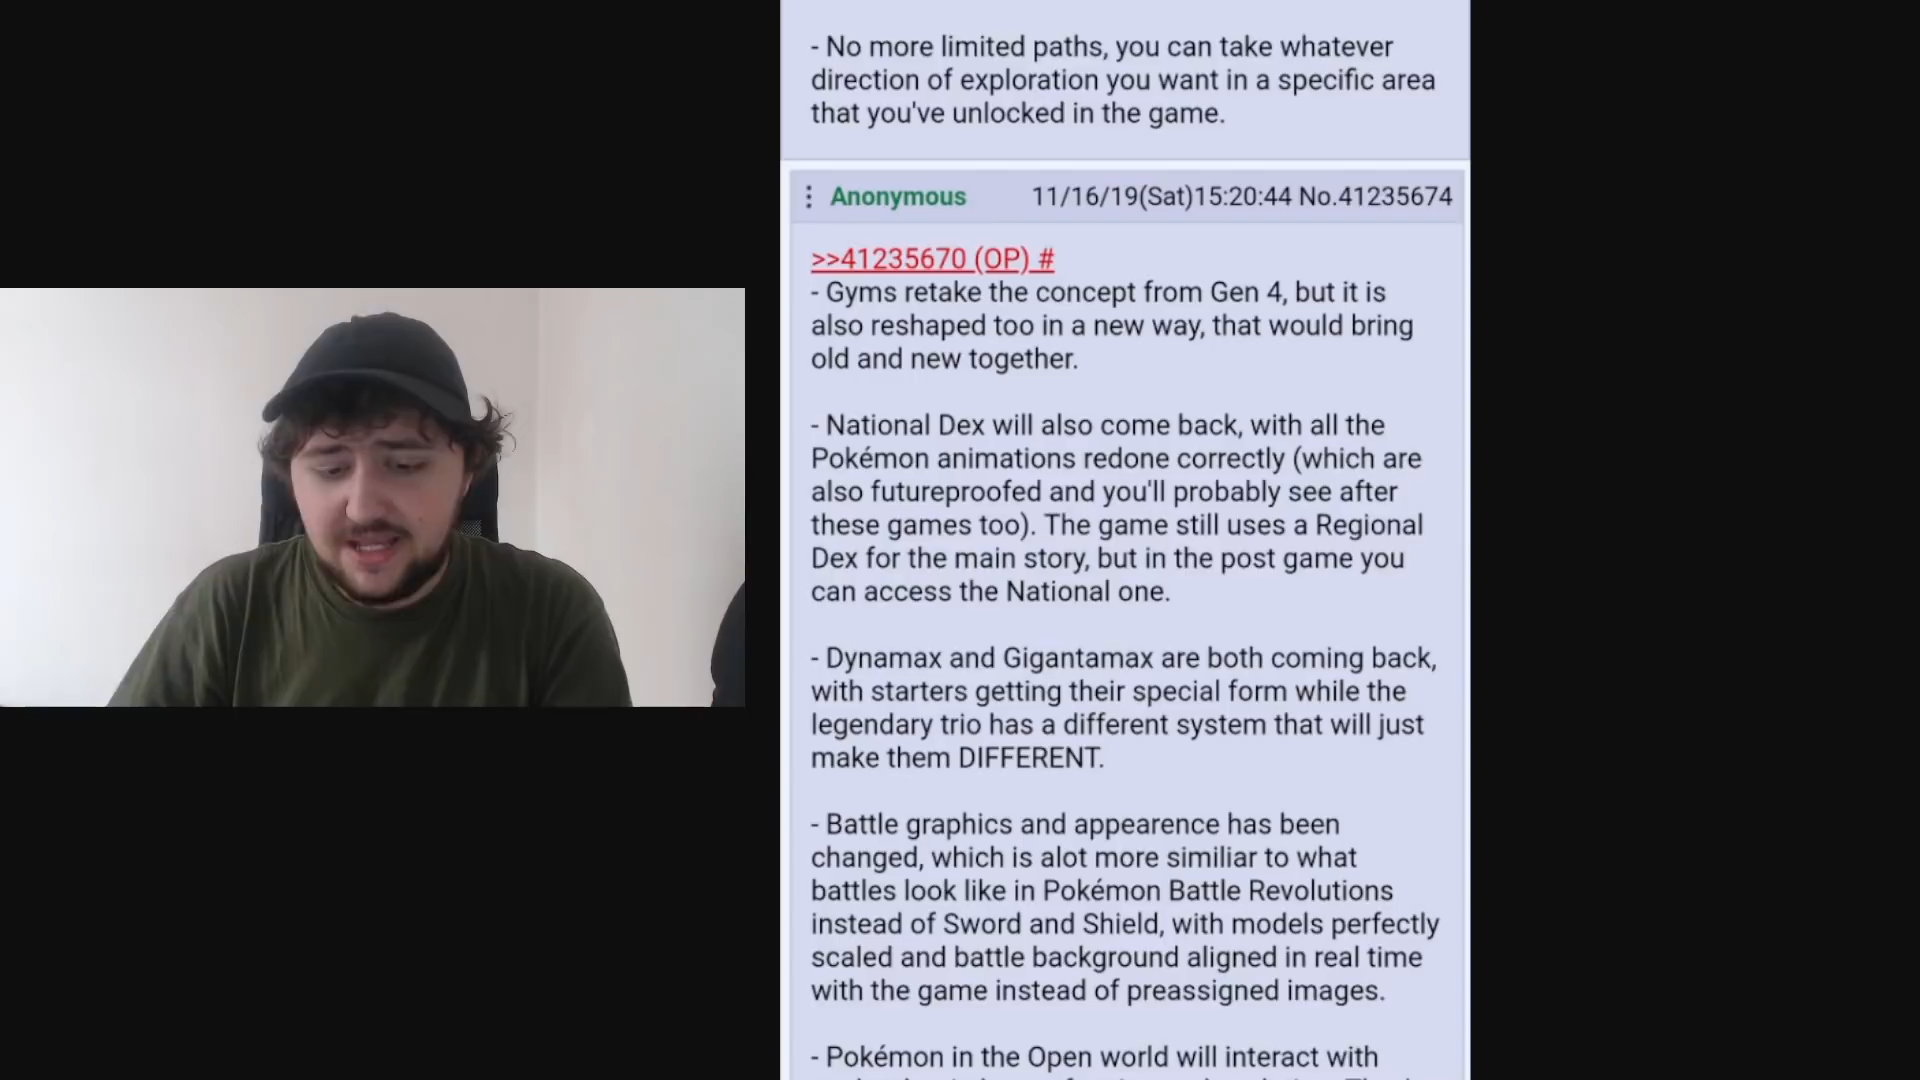 - No more limited paths, you can take whatever
direction of exploration you want in a specific area
that you've unlocked in the game.
Anonymous 11/16/19(Sat)15:20:44 No.41235674
>>41235670 (OP) #
- Gyms retake the concept from Gen 4, but it is
also reshaped too in a new way, that would bring
old and new together.
- National Dex will also come back, with all the
Pokémon animations redone correctly (which are
also futureproofed and you'll probably see after
these games too). The game still uses a Regional
Dex for the main story, but in the post game you
can access the National one.
- Dynamax and Gigantamax are both coming back,
with starters getting their special form while the
legendary trio has a different system that will just
make them DIFFERENT.
- Battle graphics and appearence has been
changed, which is alot more similiar to what
battles look like in Pokémon Battle Revolutions
instead of Sword and Shield, with models perfectly
scaled and battle background aligned in real time
with the game instead of preassigned images.
- Pokémon in the Open world will interact with